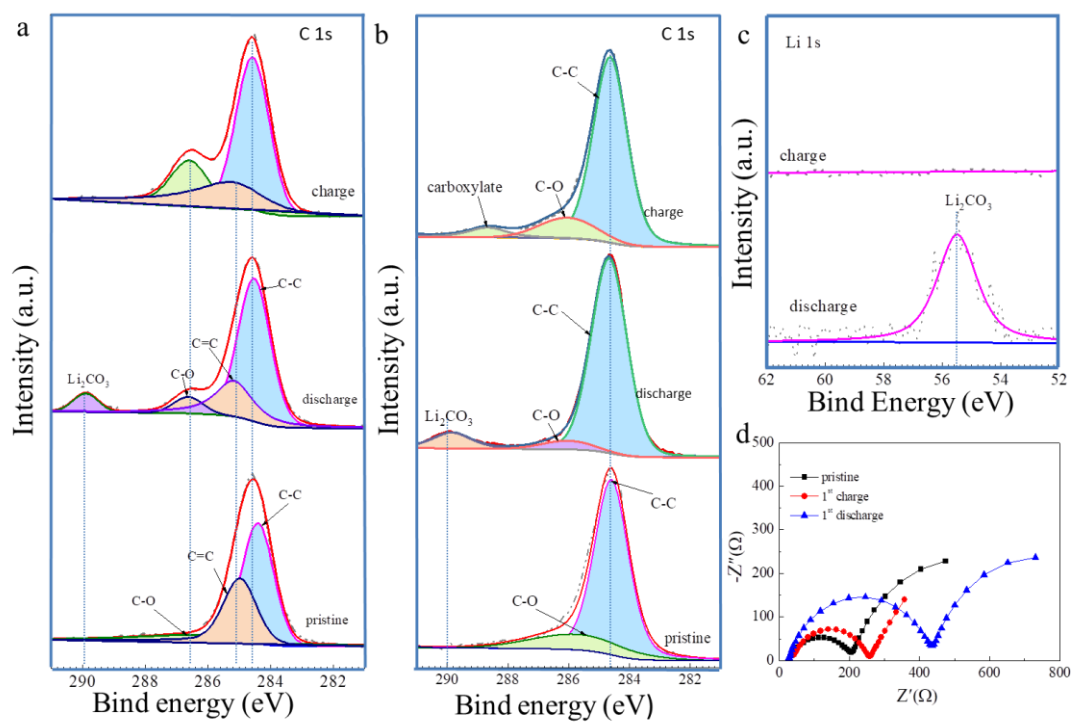 a
C 1s
charge
C-C
C=C
C-O
Li₂CO₃
discharge
C-C
C=C
C-O
pristine
Intensity (a.u.)
290 288 286 284 282
Bind energy (eV)
b
C 1s
C-C
carboxylate
C-O
charge
C-C
Li₂CO₃
C-O
discharge
C-C
C-O
pristine
Intensity (a.u.)
290 288 286 284 282
Bind energy (eV)
c
Li 1s
charge
Li₂CO₃
discharge
Intensity (a.u.)
62 60 58 56 54 52
Bind Energy (eV)
d
-500
-400
-300
200
100
0
pristine
1ˢᵗ charge
1ˢᵗ discharge
-Z''(Ω)
0 200 400 600 800
Z'(Ω)